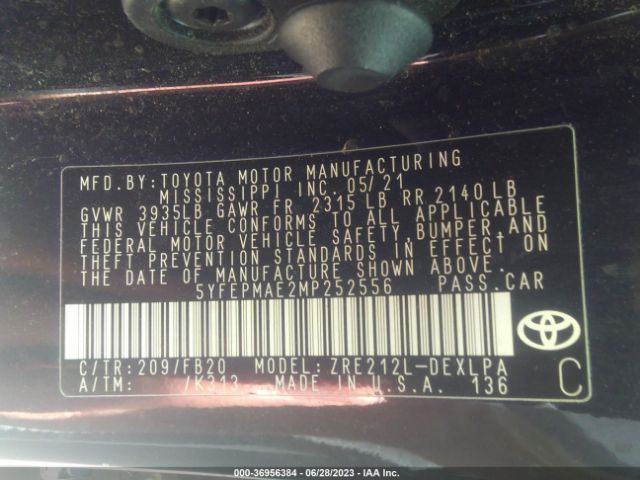 MFD. BY: TOYOTA MOTOR MANUFACTURING
MISSISSIPPI INC. 05/21
GVWR 3935LB GAWR FR 2315 LB RR 2140 LB
THIS VEHICLE CONFORMS TO ALL APPLICABLE
FEDERAL MOTOR VEHICLE SAFETY, BUMPER, AND
THEFT PREVENTION STANDARDS IN EFFECT ON
THE DATE OF MANUFACTURE SHOWN ABOVE.
5YFEPMAE2MP252556 PASS. CAR
C/TR: 209/FB20 MODEL: ZRE212L-DEXLPA
A/TM: /K313 MADE IN U.S.A. 136
C
000-36956384 | 06/28/2023 | IAA Inc.